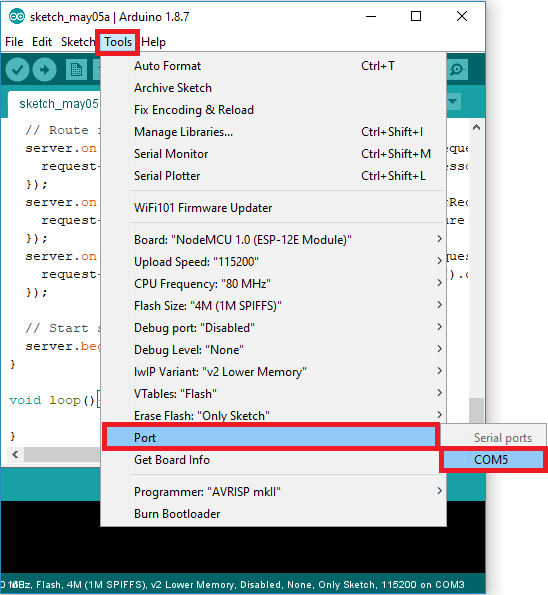 sketch_may05a | Arduino 1.8.7
File Edit Sketch Tools Help
sketch_may05
Auto Format Ctrl+T
Archive Sketch
Fix Encoding & Reload
Manage Libraries... Ctrl+Shift+I
Serial Monitor Ctrl+Shift+M
Serial Plotter Ctrl+Shift+L
WiFi101 Firmware Updater
Board: "NodeMCU 1.0 (ESP-12E Module)"
Upload Speed: "115200"
CPU Frequency: "80 MHz"
Flash Size: "4M (1M SPIFFS)"
Debug port: "Disabled"
Debug Level: "None"
IwIP Variant: "v2 Lower Memory"
VTables: "Flash"
Erase Flash: "Only Sketch"
Port
Get Board Info
Programmer: "AVRISP mkII"
Burn Bootloader
Serial ports
COM5
// Route
server.on
request
});
server.on
request
});
server.on
request
});
// Start
server.beg
}
void loop(){
}
Hz, Flash, 4M (1M SPIFFS), v2 Lower Memory, Disabled, None, Only Sketch, 115200 on COM3